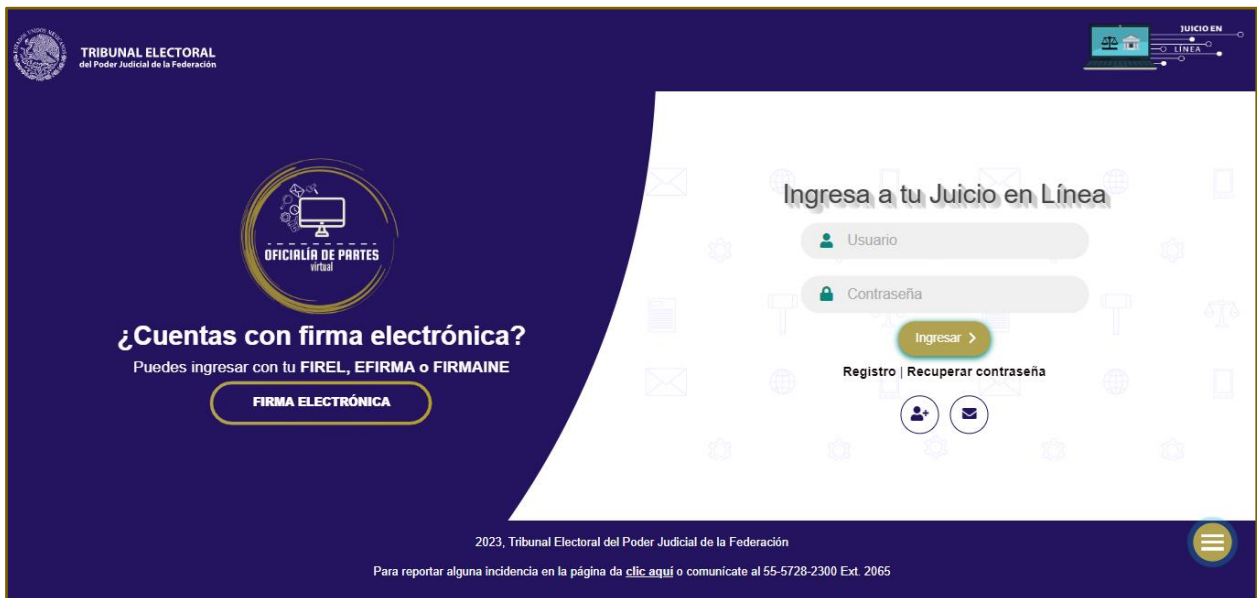 TRIBUNAL ELECTORAL
del Poder Judicial de la Federación
JUICIO EN
LÍNEA
OFICIALÍA DE PARTES
virtual
¿Cuentas con firma electrónica?
Puedes ingresar con tu FIREL, EFIRMA o FIRMAINE
FIRMA ELECTRÓNICA
Ingresa a tu Juicio en Línea
Usuario
Contraseña
Ingresar
Registro | Recuperar contraseña
2023, Tribunal Electoral del Poder Judicial de la Federación
Para reportar alguna incidencia en la página da clic aquí o comunícate al 55-5728-2300 Ext. 2065